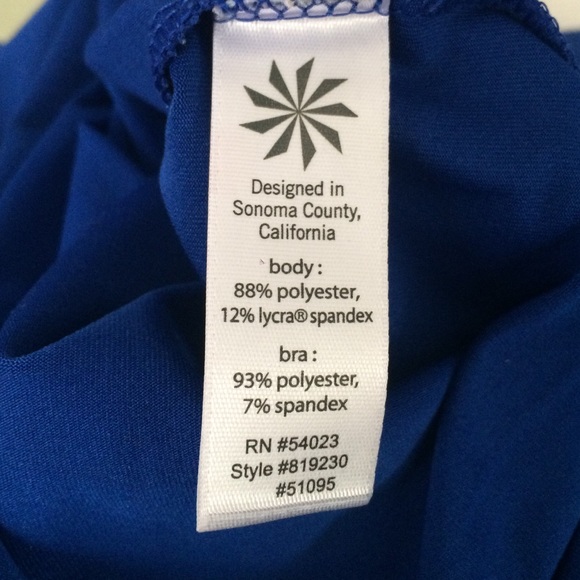 Designed in
Sonoma County,
California
body :
88% polyester,
12% lycra® spandex
bra :
93% polyester,
7% spandex
RN #54023
Style #819230
#51095